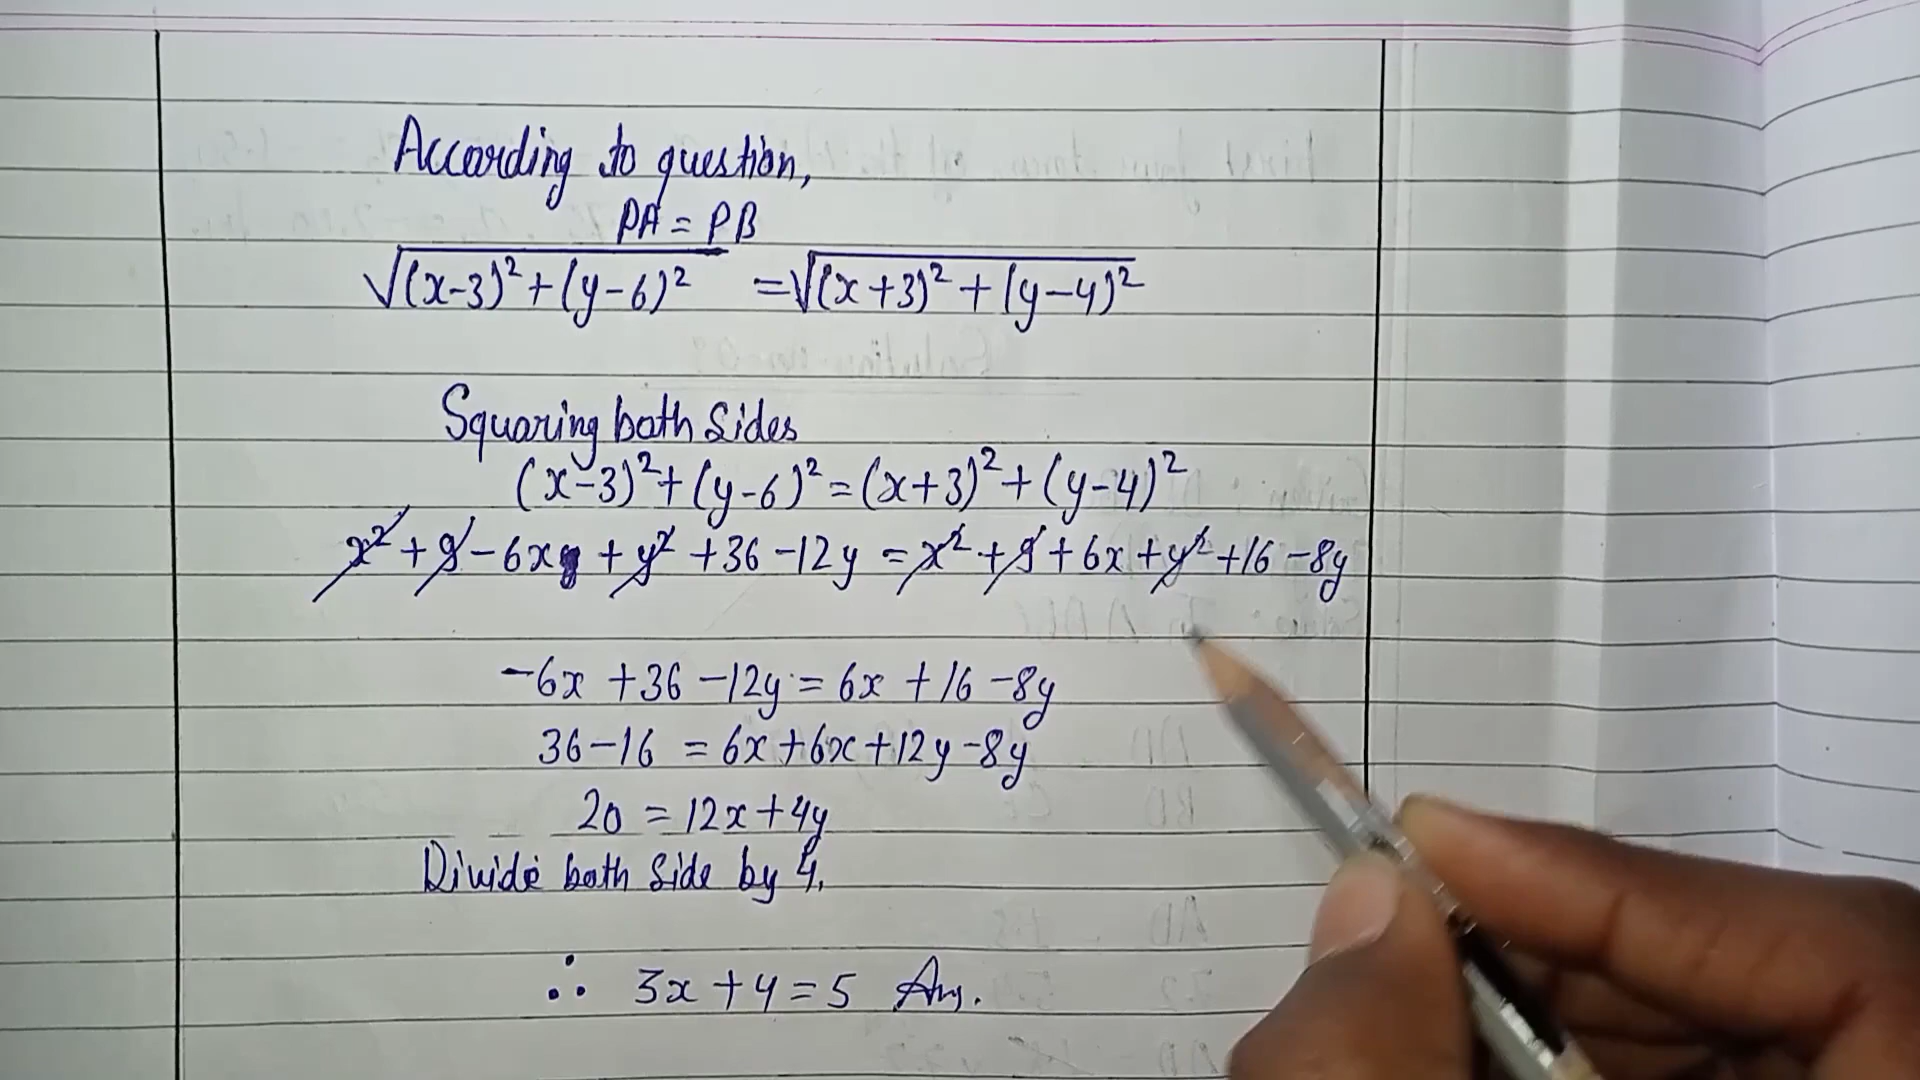 According to question,
PA = PB
√(x-3)² + (y-6)² = √(x+3)² + (y-4)²
Squaring both Sides
(x-3)² + (y-6)² = (x+3)² + (y-4)²
x² + 9 - 6x + y² + 36 - 12y = x² + 9 + 6x + y² + 16 - 8y
-6x + 36 - 12y = 6x + 16 - 8y
36 - 16 = 6x + 6x + 12y - 8y
20 = 12x + 4y
Divide both Side by 4,
∴ 3x + y = 5 Ans.